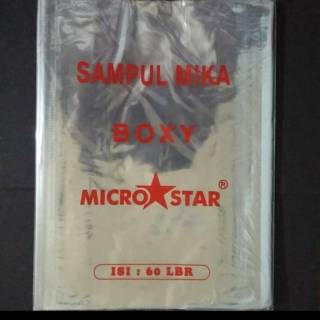 SAMPUL MIKA
BOXY
MICRO★STAR®
ISI : 60 LBR